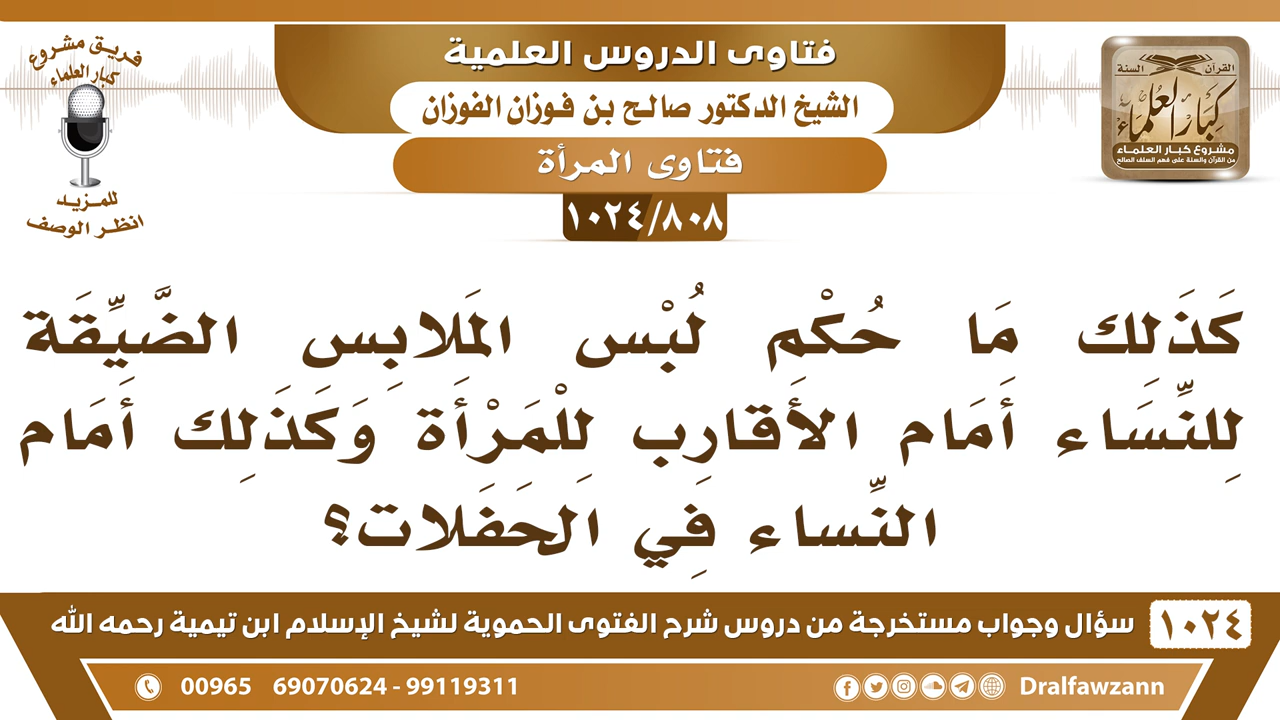 فتاوى الدروس العلمية
الشيخ الدكتور صالح بن فوزان الفوزان
فتاوى المرأة
١٠٢٤/٨٠٨
فريق مشروع
كبار العلماء
للمزيد
انظر الوصف
القرآن السنة
كبار العلماء
مشروع كبار العلماء
من القرآن والسنة على فهم السلف الصالح
كَذَلك مَا حُكْم لُبْس المَلابِس الضَّيِّقَة
لِلنِّسَاء أَمَام الأَقارِب لِلْمَرْأَة وَكَذَلِك أَمَام
النِّساء فِي الحَفَلات؟
١٠٢٤ سؤال وجواب مستخرجة من دروس شرح الفتوى الحموية لشيخ الإسلام ابن تيمية رحمه الله
00965 69070624 - 99119311
Dralfawzann